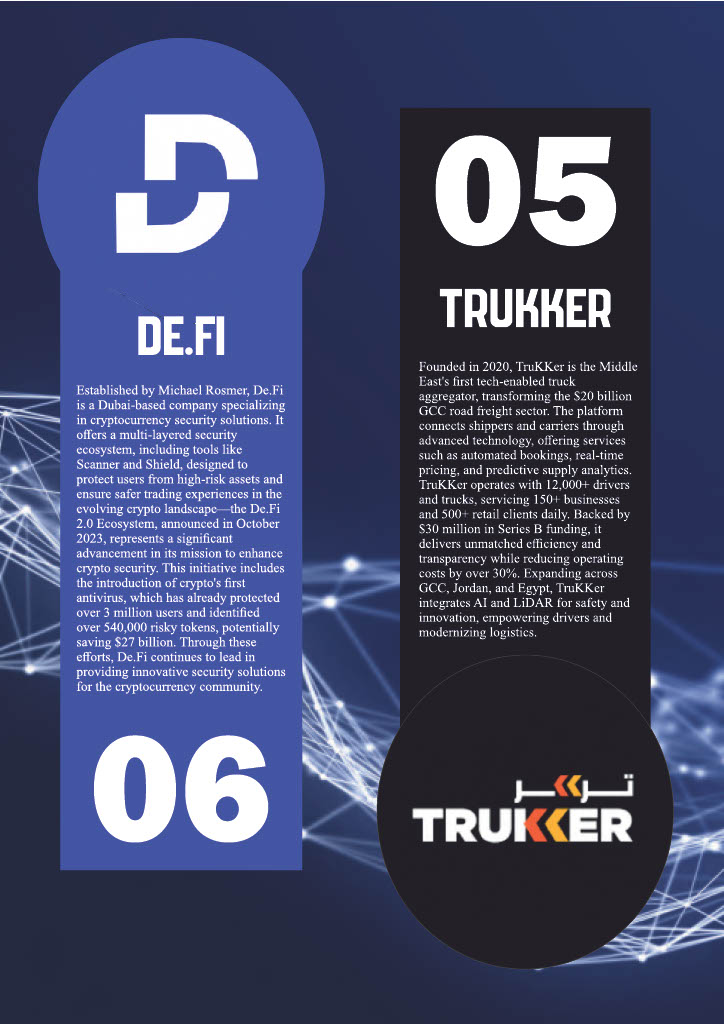 DE.FI
Established by Michael Rosmer, De.Fi
is a Dubai-based company specializing
in cryptocurrency security solutions. It
offers a multi-layered security
ecosystem, including tools like
Scanner and Shield, designed to
protect users from high-risk assets and
ensure safer trading experiences in the
evolving crypto landscape—the De.Fi
2.0 Ecosystem, announced in October
2023, represents a significant
advancement in its mission to enhance
crypto security. This initiative includes
the introduction of crypto's first
antivirus, which has already protected
over 3 million users and identified
over 540,000 risky tokens, potentially
saving $27 billion. Through these
efforts, De.Fi continues to lead in
providing innovative security solutions
for the cryptocurrency community.
06
05
TRUKKER
Founded in 2020, TruKKer is the Middle
East's first tech-enabled truck
aggregator, transforming the $20 billion
GCC road freight sector. The platform
connects shippers and carriers through
advanced technology, offering services
such as automated bookings, real-time
pricing, and predictive supply analytics.
TruKKer operates with 12,000+ drivers
and trucks, servicing 150+ businesses
and 500+ retail clients daily. Backed by
$30 million in Series B funding, it
delivers unmatched efficiency and
transparency while reducing operating
costs by over 30%. Expanding across
GCC, Jordan, and Egypt, TruKKer
integrates AI and LiDAR for safety and
innovation, empowering drivers and
modernizing logistics.
تركـر
TRUKKER